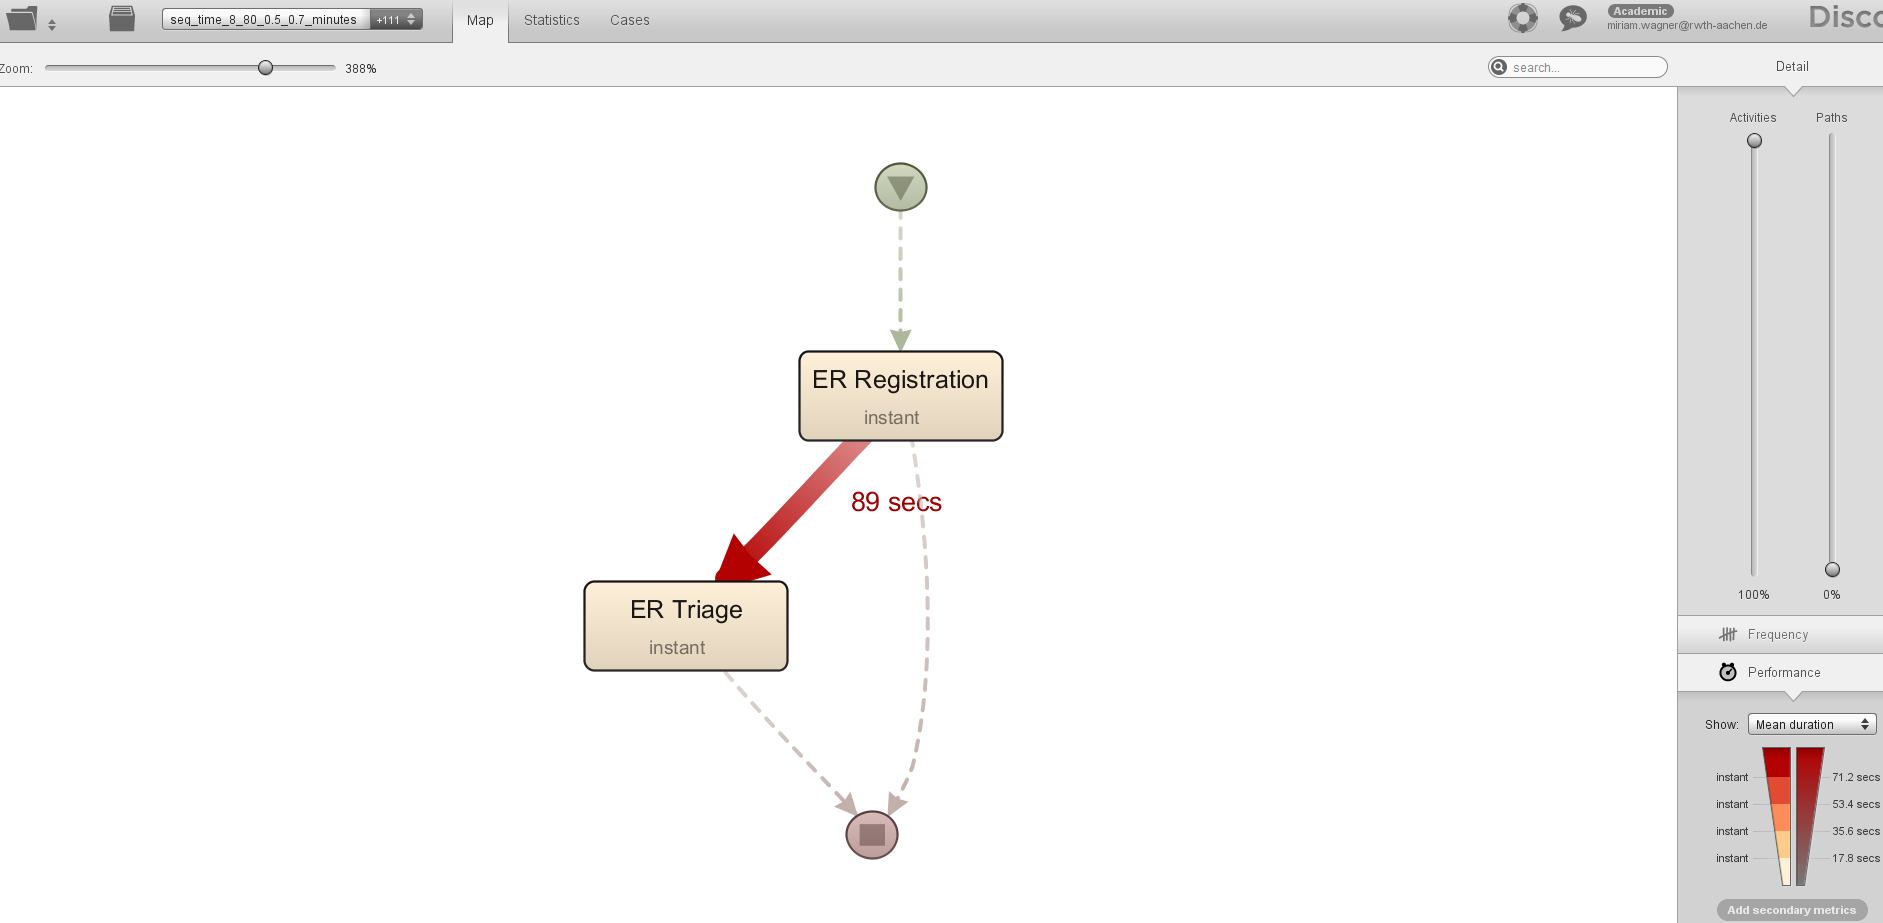 seq_time_8_80_0.5_0.7_minutes +111
Map Statistics Cases
Academic
miriam.wagner@rwth-aachen.de
Disco
Zoom: 388%
search...
Detail
Activities Paths
100% 0%
Frequency
Performance
Show: Mean duration
instant 71.2 secs
instant 53.4 secs
instant 35.6 secs
instant 17.8 secs
Add secondary metrics
ER Registration
instant
89 secs
ER Triage
instant